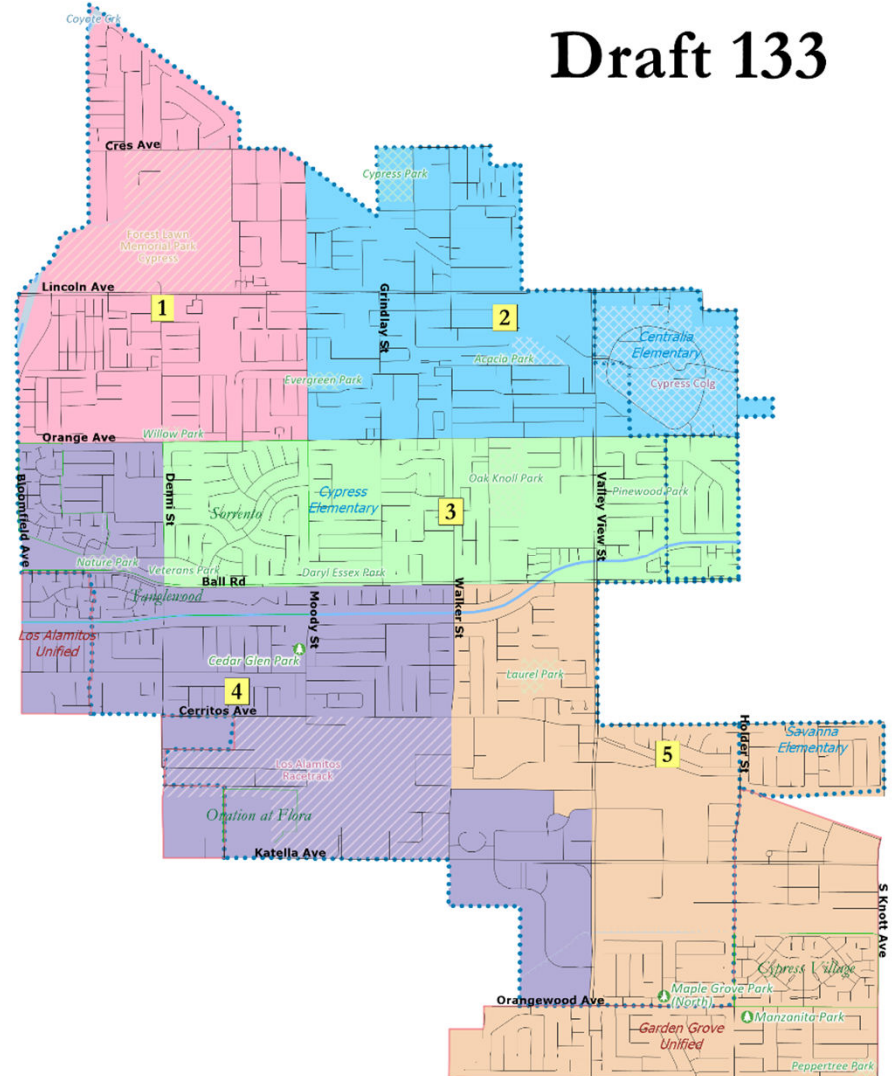 Draft 133
Coyote Crk
Cres Ave
Cypress Park
Forest Lawn
Memorial Park
Cypress
Lincoln Ave
1
Grindlay St
2
Centralia
Elementary
Acacia Park
Evergreen Park
Cypress Colg
Willow Park
Orange Ave
Bloomfield Ave
Denni St
Sorrento
Cypress
Elementary
3
Oak Knoll Park
Valley View St
Pinewood Park
Nature Park
Veterans Park
Daryl Essex Park
Ball Rd
Tanglewood
Moody St
Walker St
Los Alamitos
Unified
Cedar Glen Park
Laurel Park
4
Cerritos Ave
5
Holder St
Savanna
Elementary
Los Alamitos
Racetrack
Ovation at Flora
Katella Ave
S Knott Ave
Cypress Village
Orangewood Ave
Maple Grove Park
(North)
Manzanita Park
Garden Grove
Unified
Peppertree Park